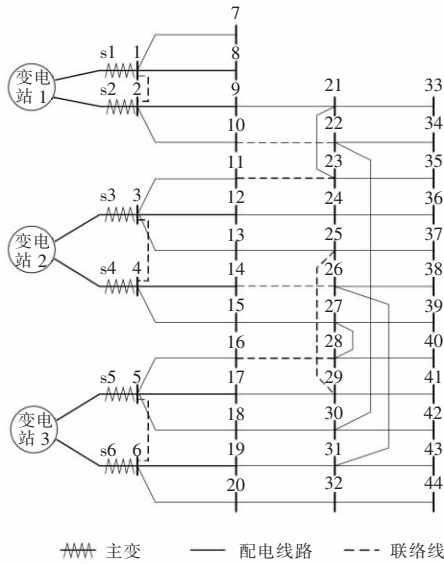 7
s1 1 8
变电
站 1
s2 2 9 21 33
10 22 34
11 23 35
s3 3 12 24 36
变电
站 2
13 25 37
s4 4 14 26 38
15 27 39
16 28 40
s5 5 17 29 41
变电
站 3
18 30 42
s6 6 19 31 43
20 32 44
主变 配电线路 联络线